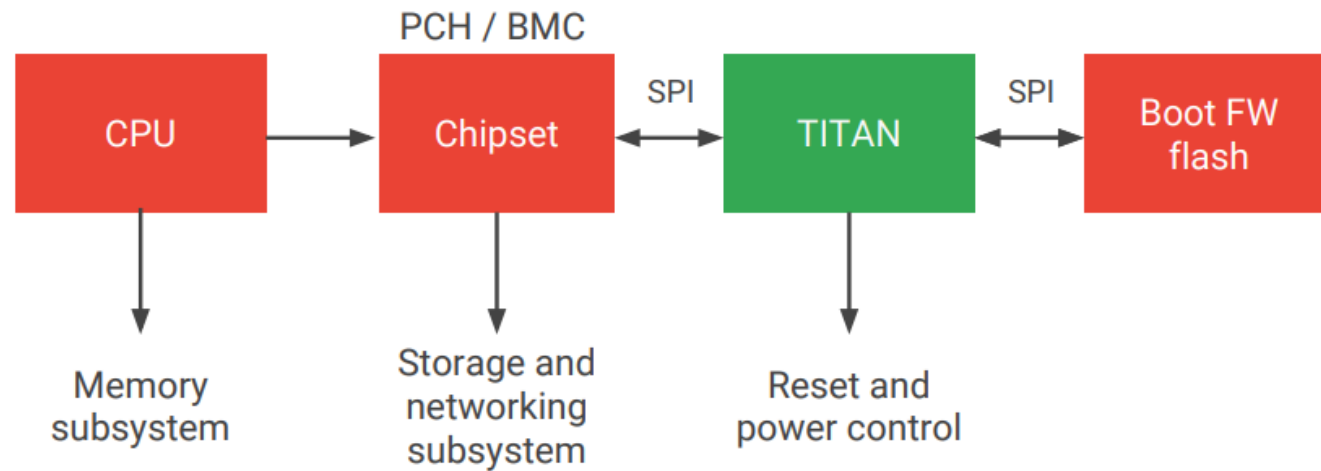 PCH / BMC
CPU
Chipset
SPI
TITAN
SPI
Boot FW
flash
Memory
subsystem
Storage and
networking
subsystem
Reset and
power control